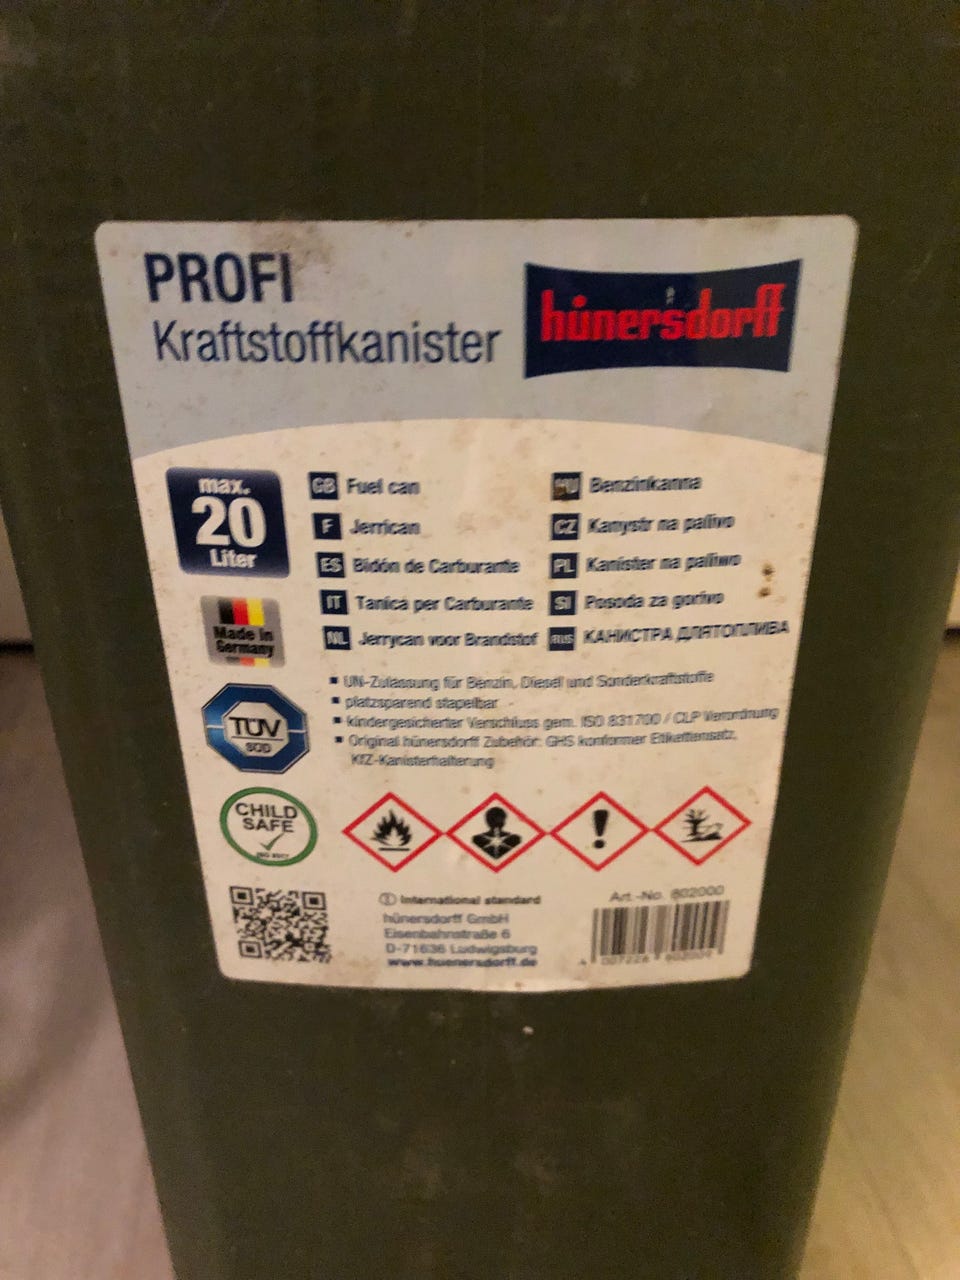 PROFI
Kraftstoffkanister
hünersdorff
max.
20
Liter
GB Fuel can
F Jerrican
ES Bidón de Carburante
IT Tanica per Carburante
NL Jerrycan voor Brandstof
HU Benzinkanna
CZ Kanystr na palivo
PL Kanister na paliwo
SI Posoda za gorivo
RUS КАНИСТРА ДЛЯТОПЛИВА
Made in
Germany
▪ UN-Zulassung für Benzin, Diesel und Sonderkraftstoffe
▪ platzsparend stapelbar
▪ kindergesicherter Verschluss gem. ISO 831700 / CLP Verordnung
▪ Original hünersdorff Zubehör: GHS konformer Etikettensatz,
KfZ-Kanisterhalterung
TÜV
SÜD
CHILD
SAFE
International standard
hünersdorff GmbH
Eisenbahnstraße 6
D-71636 Ludwigsburg
www.huenersdorff.de
Art.-No. 802000